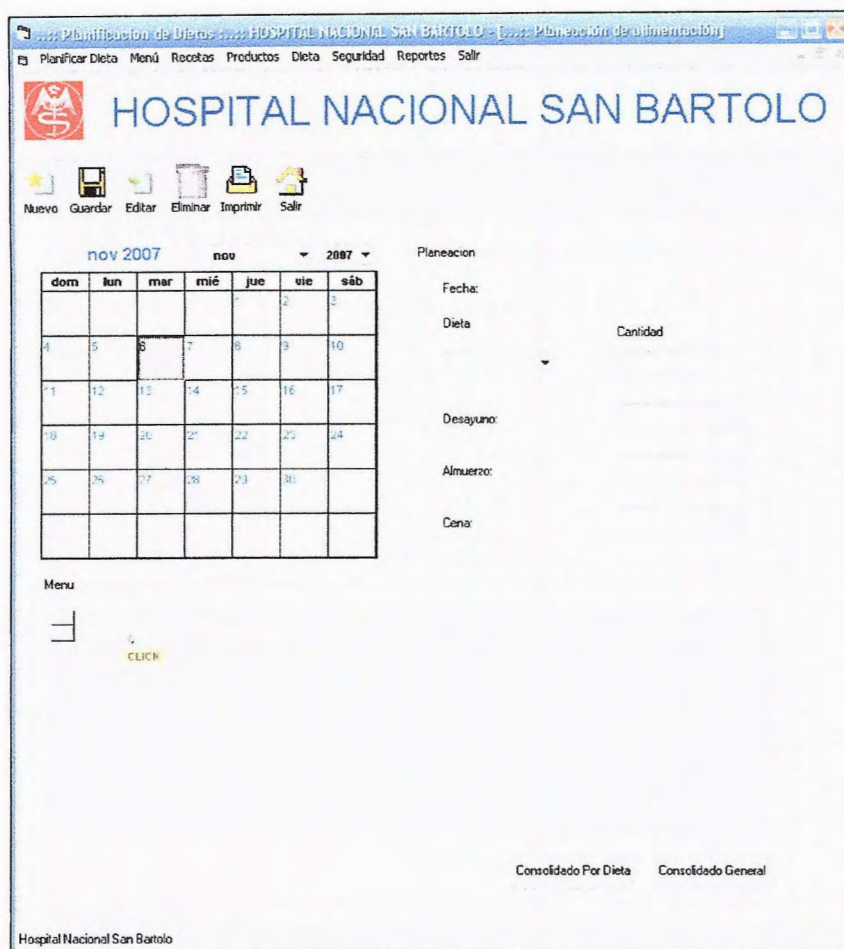 ..:: Planificacion de Dietas :..:: HOSPITAL NACIONAL SAN BARTOLO - [...:: Planeación de alimentación]
Planificar Dieta Menú Recetas Productos Dieta Seguridad Reportes Salir
HOSPITAL NACIONAL SAN BARTOLO
Nuevo Guardar Editar Eliminar Imprimir Salir
nov 2007 nov 2007
dom lun mar mié jue vie sáb
1 2 3
4 5 6 7 8 9 10
11 12 13 14 15 16 17
18 19 20 21 22 23 24
25 26 27 28 29 30
Planeacion
Fecha:
Dieta Cantidad
Desayuno:
Almuerzo:
Cena:
Menu
CLICK
Consolidado Por Dieta Consolidado General
Hospital Nacional San Bartolo